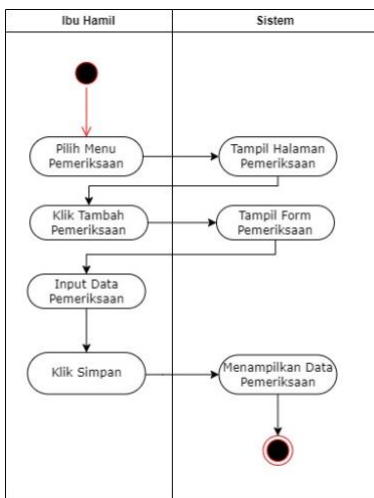 Ibu Hamil
Sistem
Pilih Menu
Pemeriksaan
Tampil Halaman
Pemeriksaan
Klik Tambah
Pemeriksaan
Tampil Form
Pemeriksaan
Input Data
Pemeriksaan
Klik Simpan
Menampilkan Data
Pemeriksaan